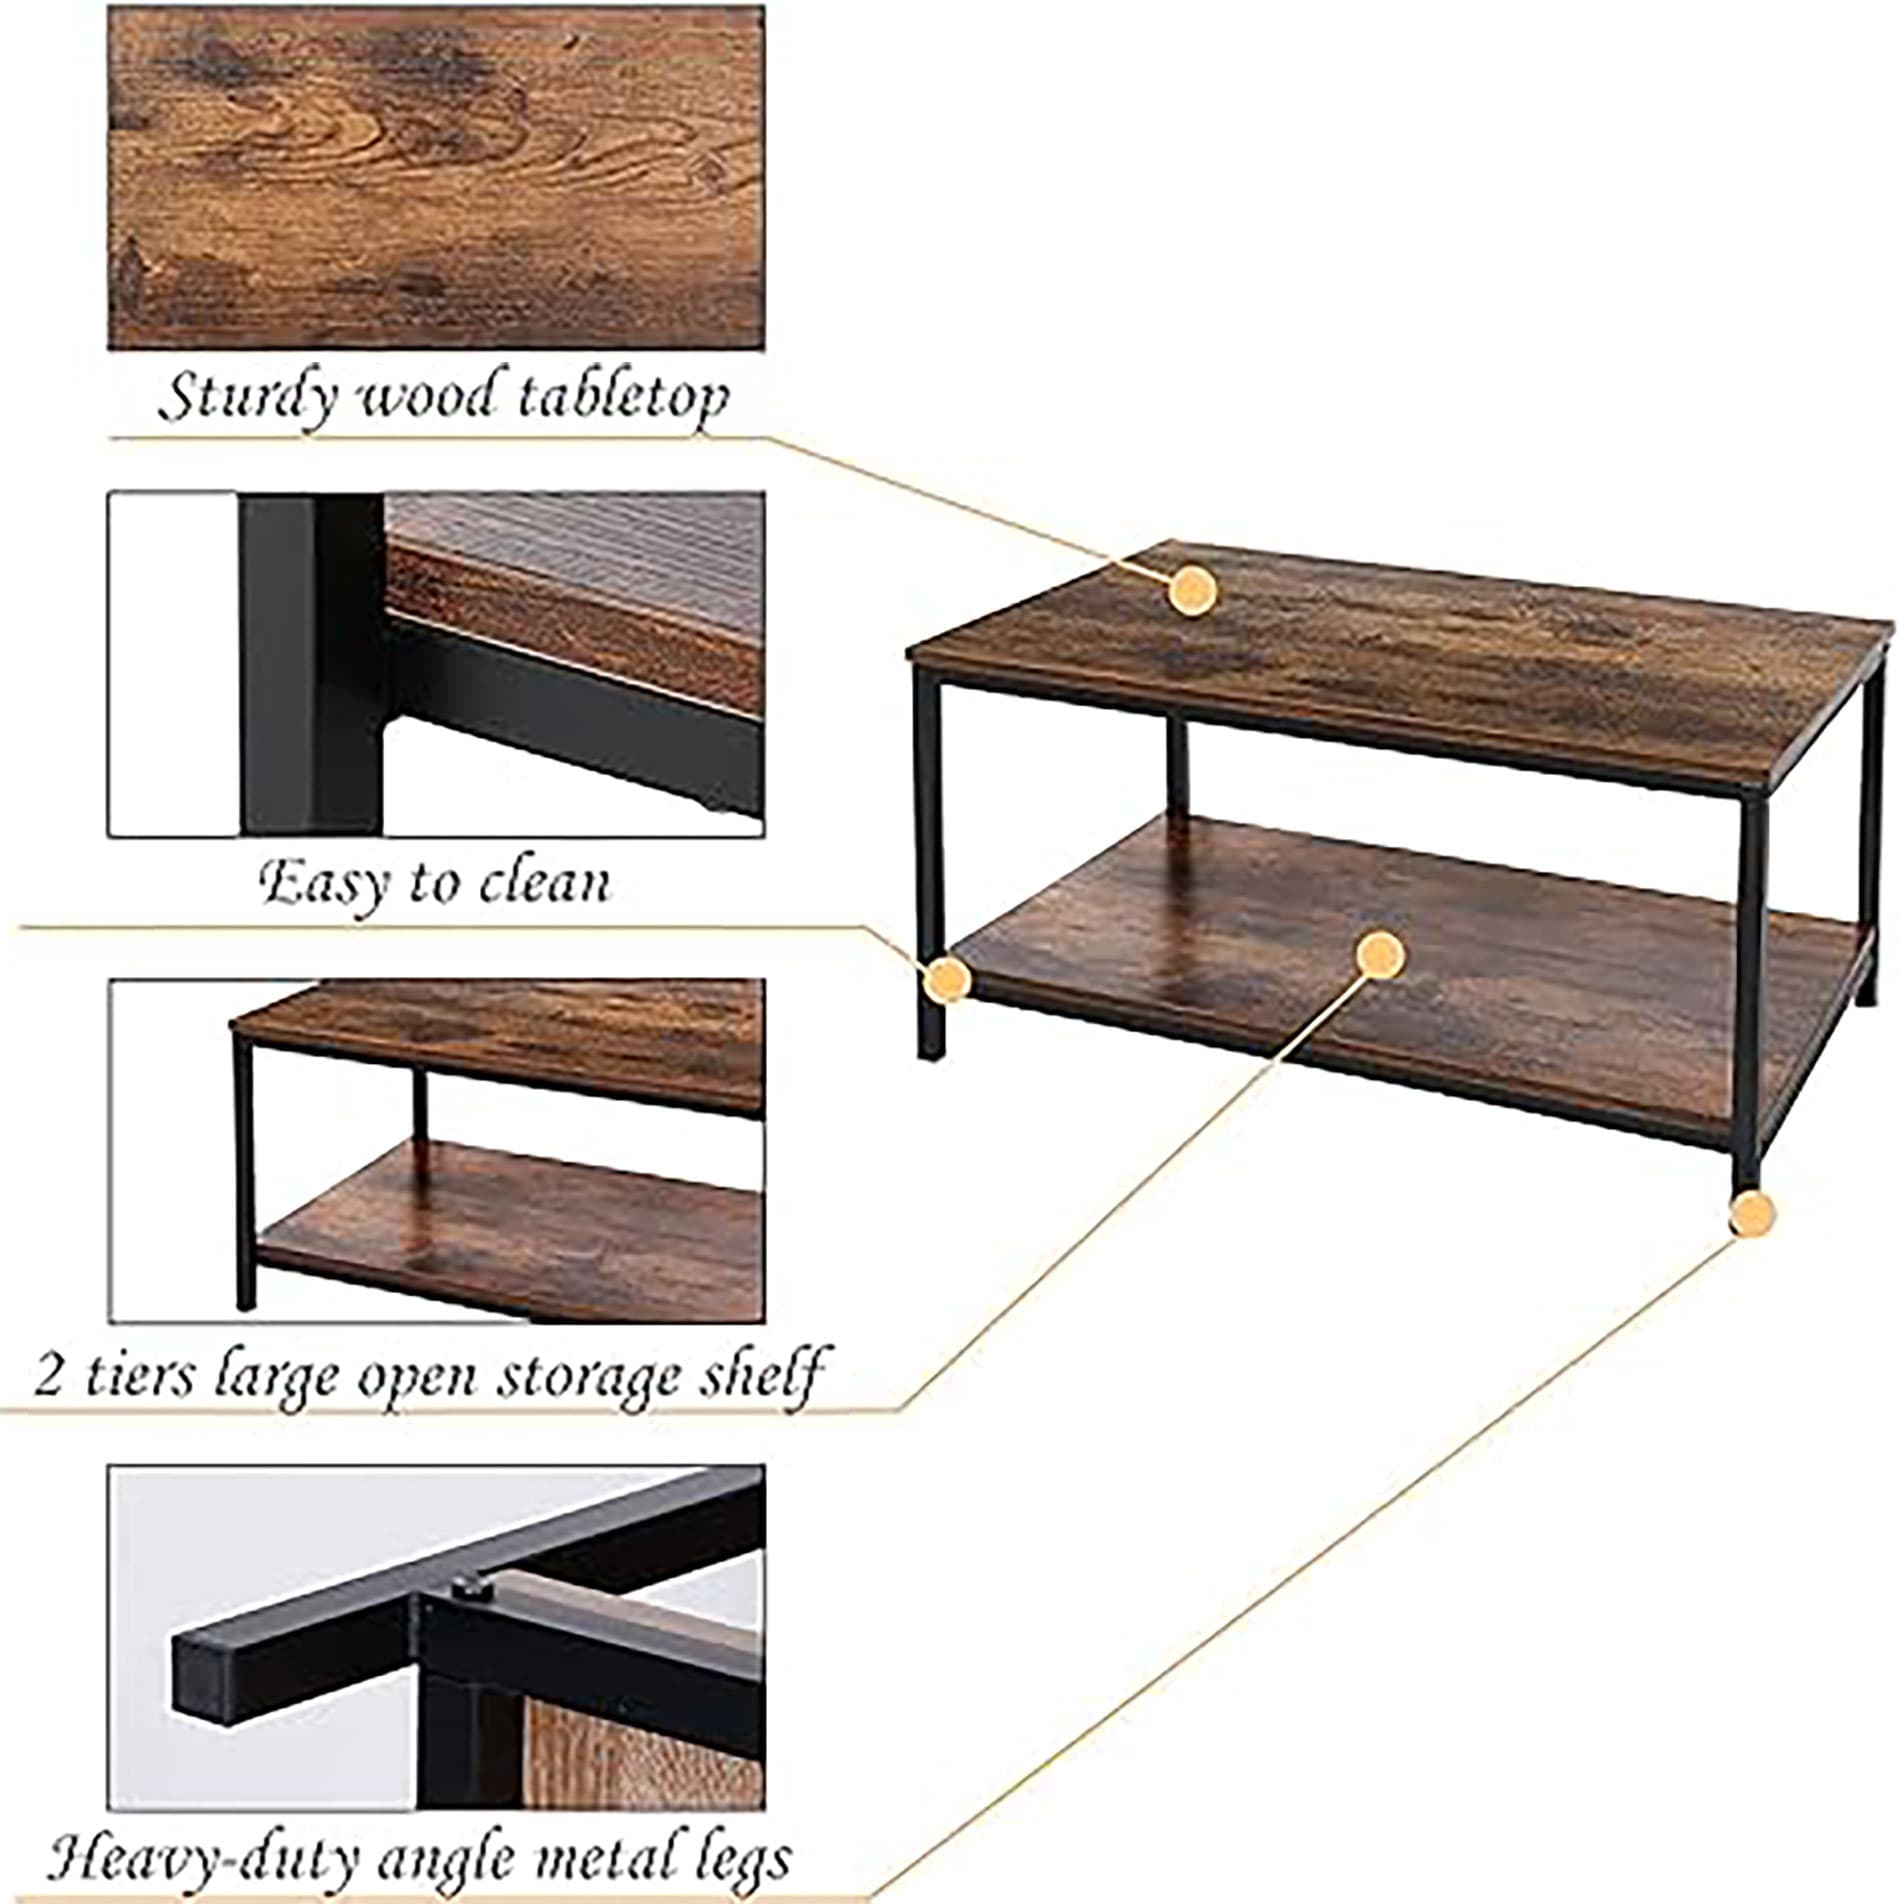 Sturdy wood tabletop
Easy to clean
2 tiers large open storage shelf
Heavy-duty angle metal legs